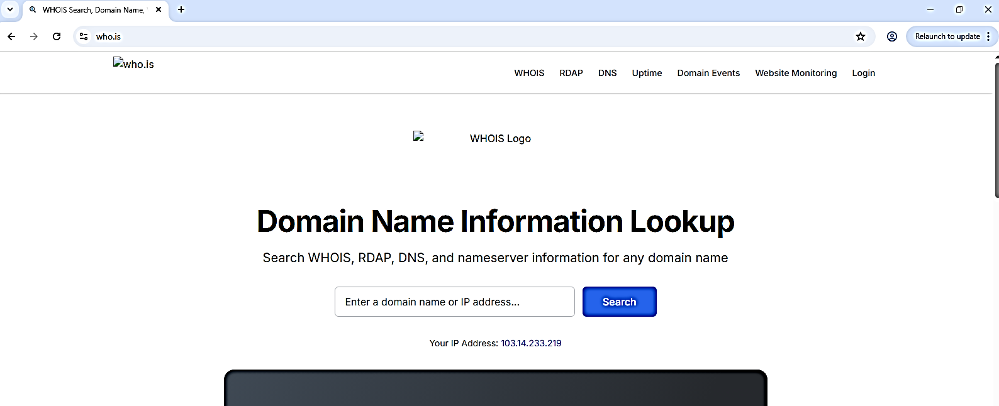 WHOIS Search, Domain Name,
who.is
Relaunch to update
who.is
WHOIS RDAP DNS Uptime Domain Events Website Monitoring Login
WHOIS Logo
Domain Name Information Lookup
Search WHOIS, RDAP, DNS, and nameserver information for any domain name
Enter a domain name or IP address...
Search
Your IP Address: 103.14.233.219